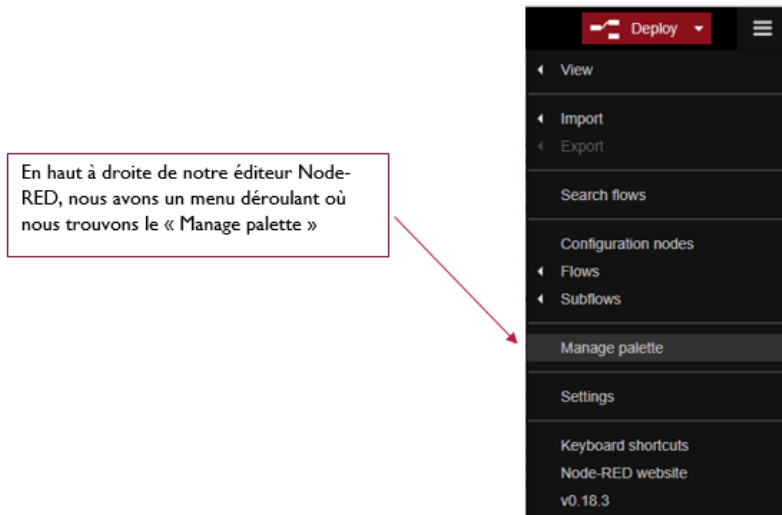 Deploy
View
Import
Export
Search flows
Configuration nodes
Flows
Subflows
Manage palette
Settings
Keyboard shortcuts
Node-RED website
v0.18.3
En haut à droite de notre éditeur Node-
RED, nous avons un menu déroulant où
nous trouvons le « Manage palette »